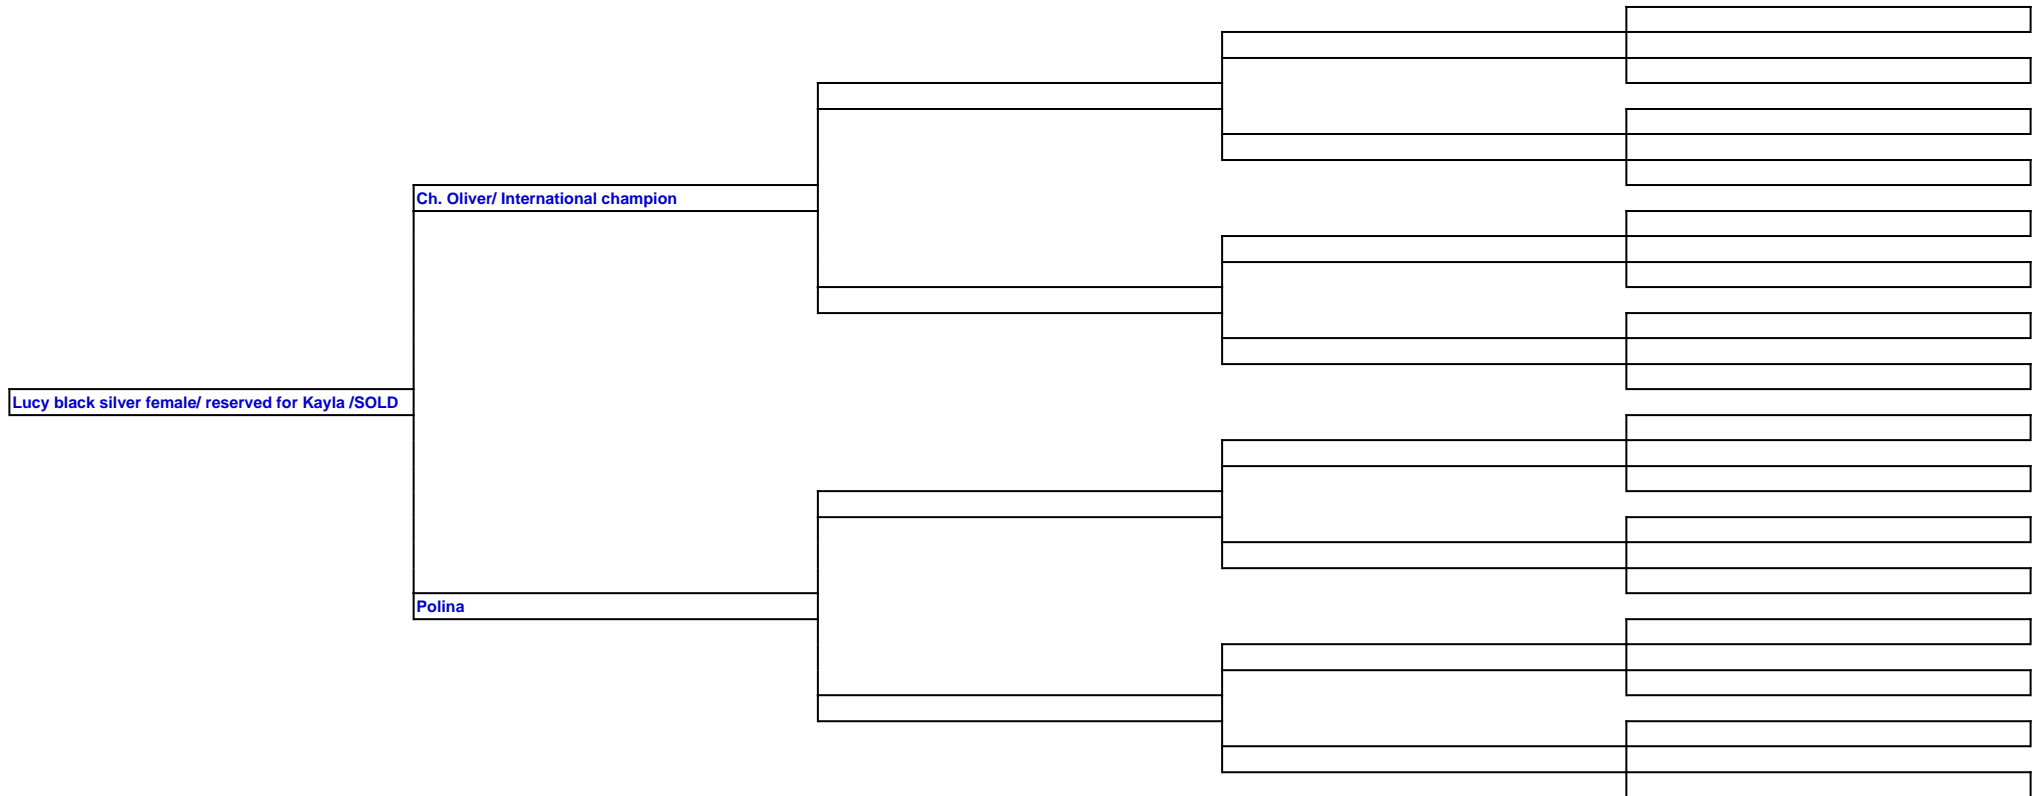 Ch. Oliver/ International champion
Lucy black silver female/ reserved for Kayla /SOLD
Polina